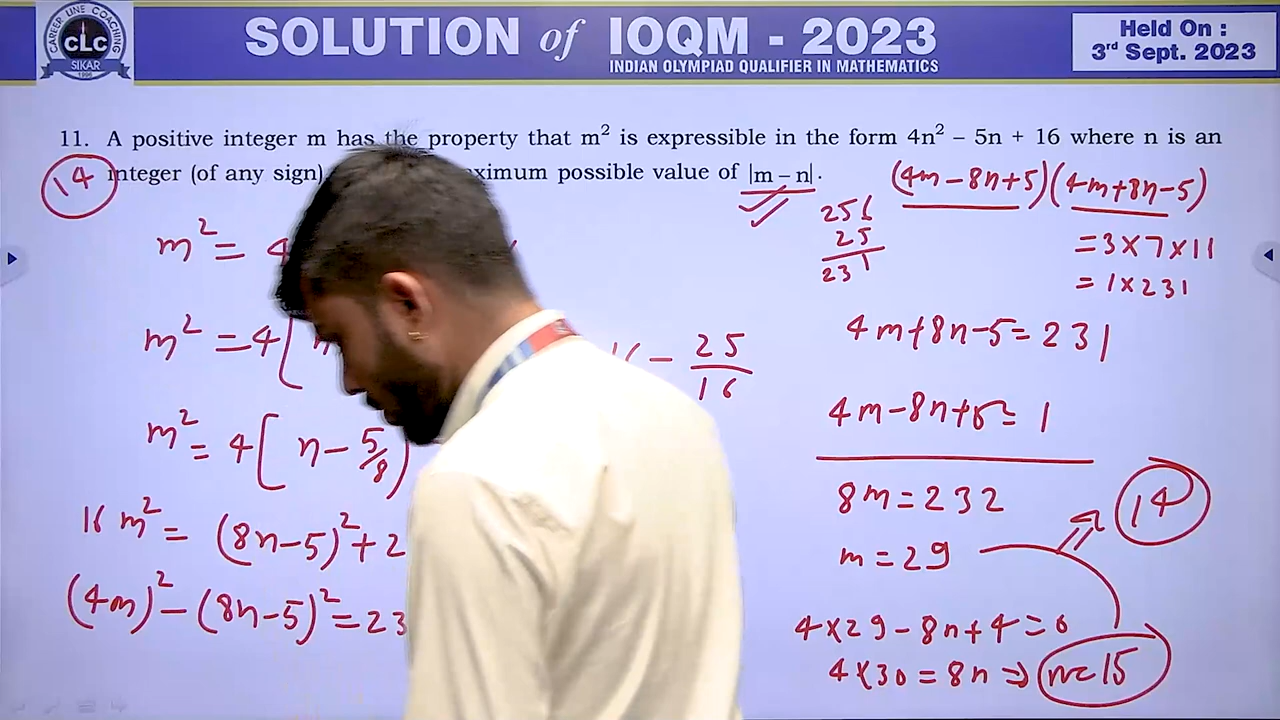 CAREER LINE COACHING
CLC
SIKAR
1996
SOLUTION of IOQM - 2023
INDIAN OLYMPIAD QUALIFIER IN MATHEMATICS
Held On :
3rd Sept. 2023
11. A positive integer m has the property that m² is expressible in the form 4n² – 5n + 16 where n is an
integer (of any sign) ximum possible value of |m – n|.
14
m² = 4
m² = 4[
m² = 4[ n - 5/8)
16 m² = (8n-5)² + 2
(4m)² - (8n-5)² = 23
- 25/16
256
25
231
(4m-8n+5)(4m+8n-5)
=3×7×11
=1×231
4m+8n-5=231
4m-8n+5=1
8m=232
m=29
14
4×29-8n+4=0
4×30=8n⇒ n=15